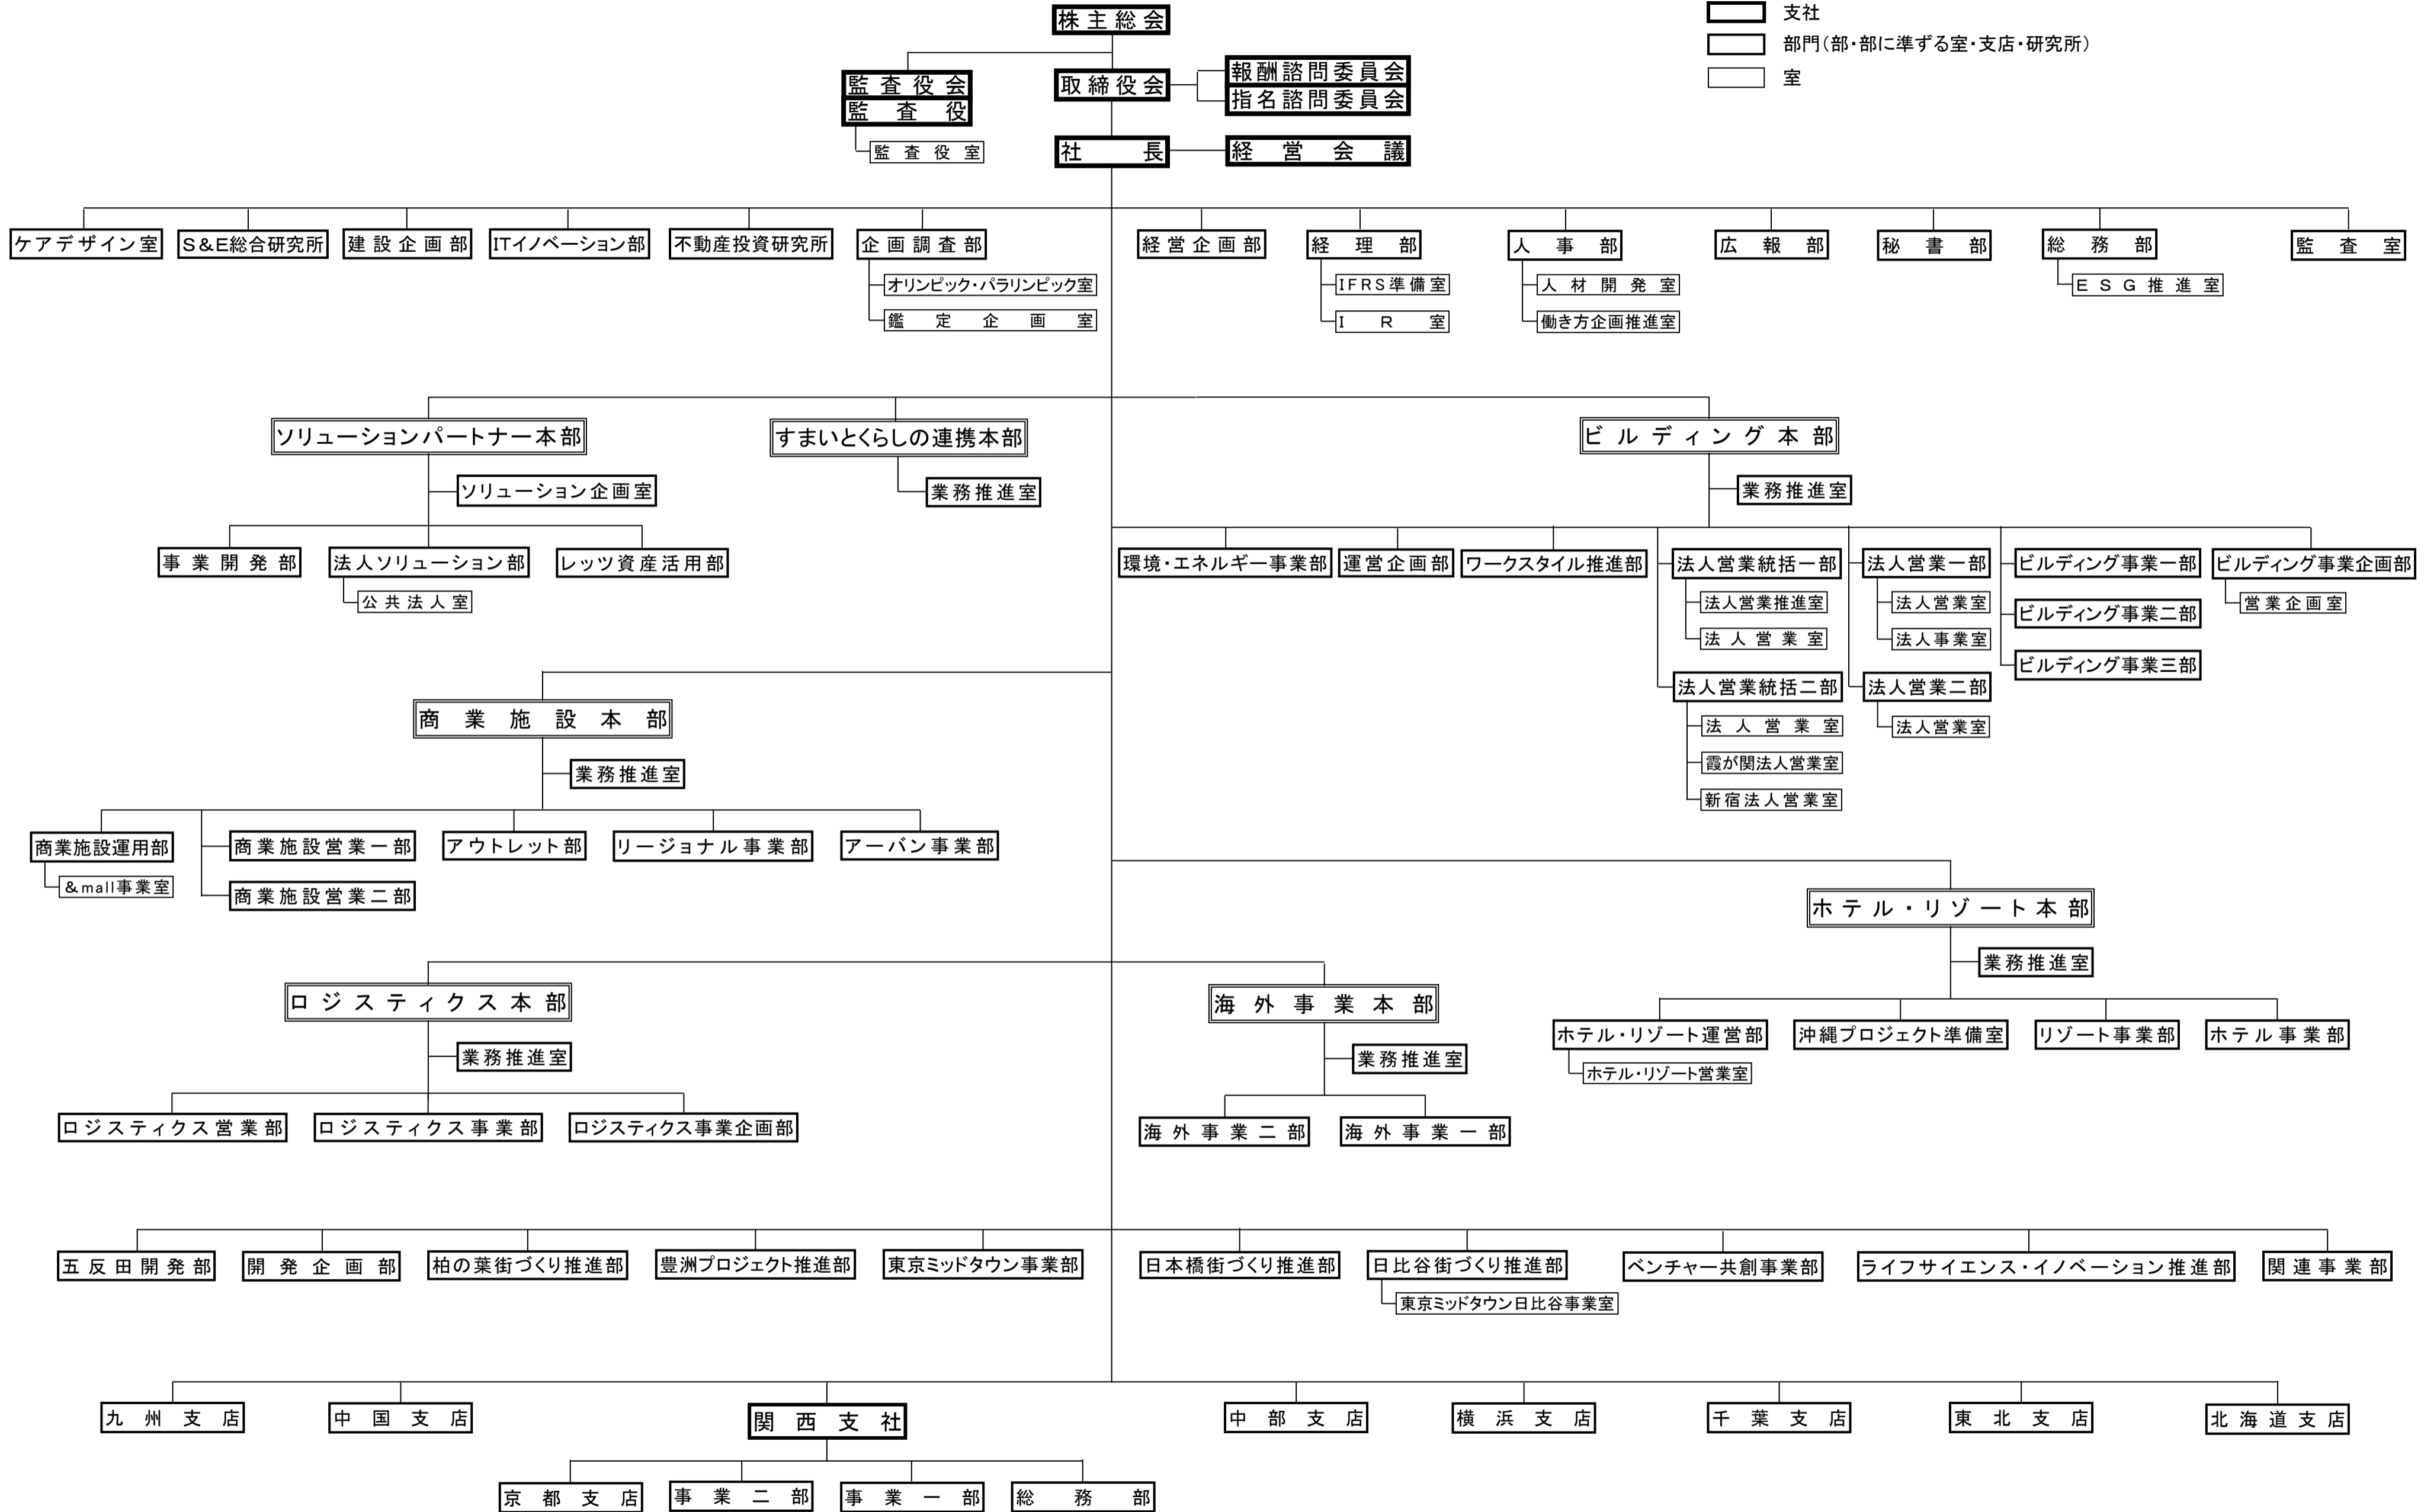 株主総会
支社
部門（部・部に準ずる室・支店・研究所）
室
監査役会
監査役
取締役会
報酬諮問委員会
指名諮問委員会
監査役室
社長
経営会議
ケアデザイン室
S&E総合研究所
建設企画部
ITイノベーション部
不動産投資研究所
企画調査部
経営企画部
経理部
人事部
広報部
秘書部
総務部
監査室
オリンピック・パラリンピック室
鑑定企画室
IFRS準備室
IR室
人材開発室
働き方企画推進室
ESG推進室
ソリューションパートナー本部
すまいとくらしの連携本部
ビルディング本部
ソリューション企画室
業務推進室
業務推進室
事業開発部
法人ソリューション部
レッツ資産活用部
公共法人室
環境・エネルギー事業部
運営企画部
ワークスタイル推進部
法人営業統括一部
法人営業推進室
法人営業室
法人営業統括二部
法人営業室
霞が関法人営業室
新宿法人営業室
法人営業一部
法人営業室
法人事業室
法人営業二部
法人営業室
ビルディング事業一部
ビルディング事業二部
ビルディング事業三部
ビルディング事業企画部
営業企画室
商業施設本部
業務推進室
商業施設運用部
&mall事業室
商業施設営業一部
商業施設営業二部
アウトレット部
リージョナル事業部
アーバン事業部
ホテル・リゾート本部
業務推進室
ホテル・リゾート運営部
ホテル・リゾート営業室
沖縄プロジェクト準備室
リゾート事業部
ホテル事業部
ロジスティクス本部
業務推進室
ロジスティクス営業部
ロジスティクス事業部
ロジスティクス事業企画部
海外事業本部
業務推進室
海外事業二部
海外事業一部
五反田開発部
開発企画部
柏の葉街づくり推進部
豊洲プロジェクト推進部
東京ミッドタウン事業部
日本橋街づくり推進部
日比谷街づくり推進部
ベンチャー共創事業部
ライフサイエンス・イノベーション推進部
関連事業部
東京ミッドタウン日比谷事業室
九州支店
中国支店
関西支社
中部支店
横浜支店
千葉支店
東北支店
北海道支店
京都支店
事業二部
事業一部
総務部